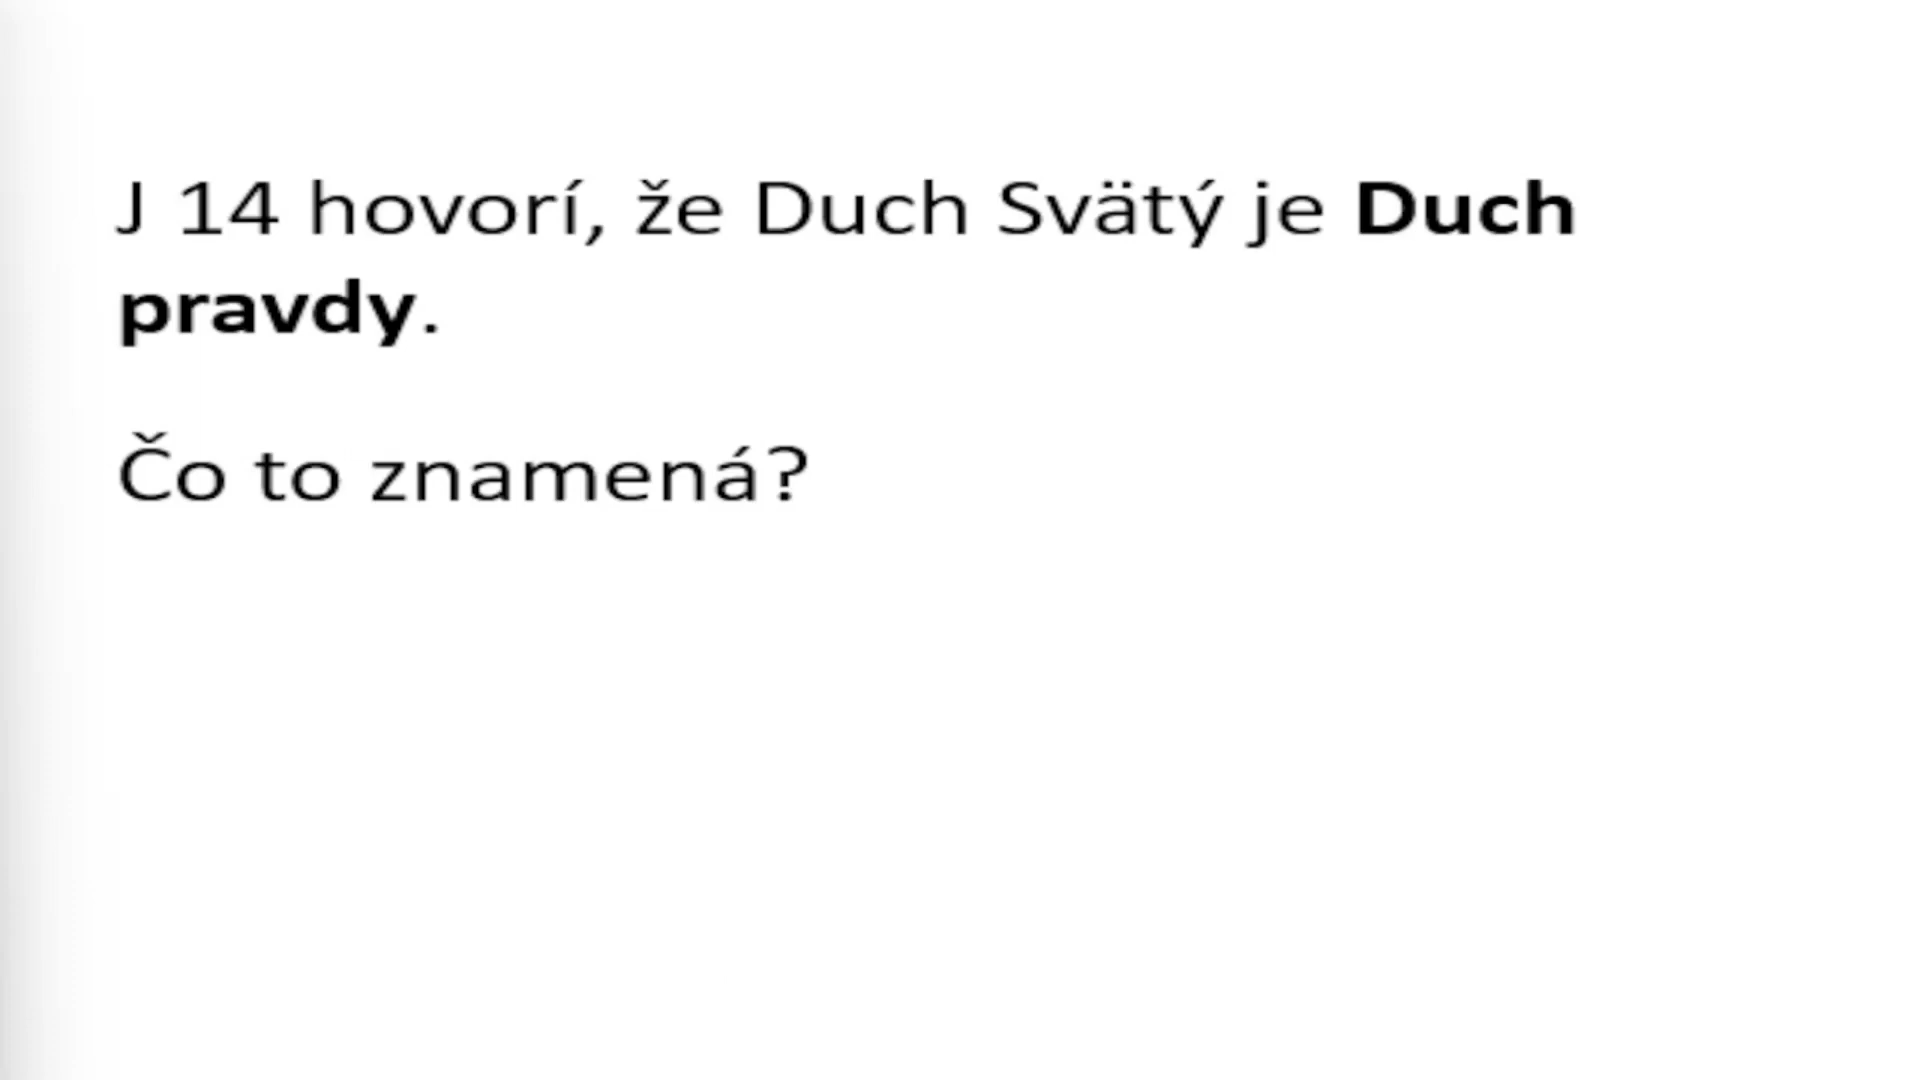 J 14 hovorí, že Duch Svätý je Duch
pravdy.
Čo to znamená?